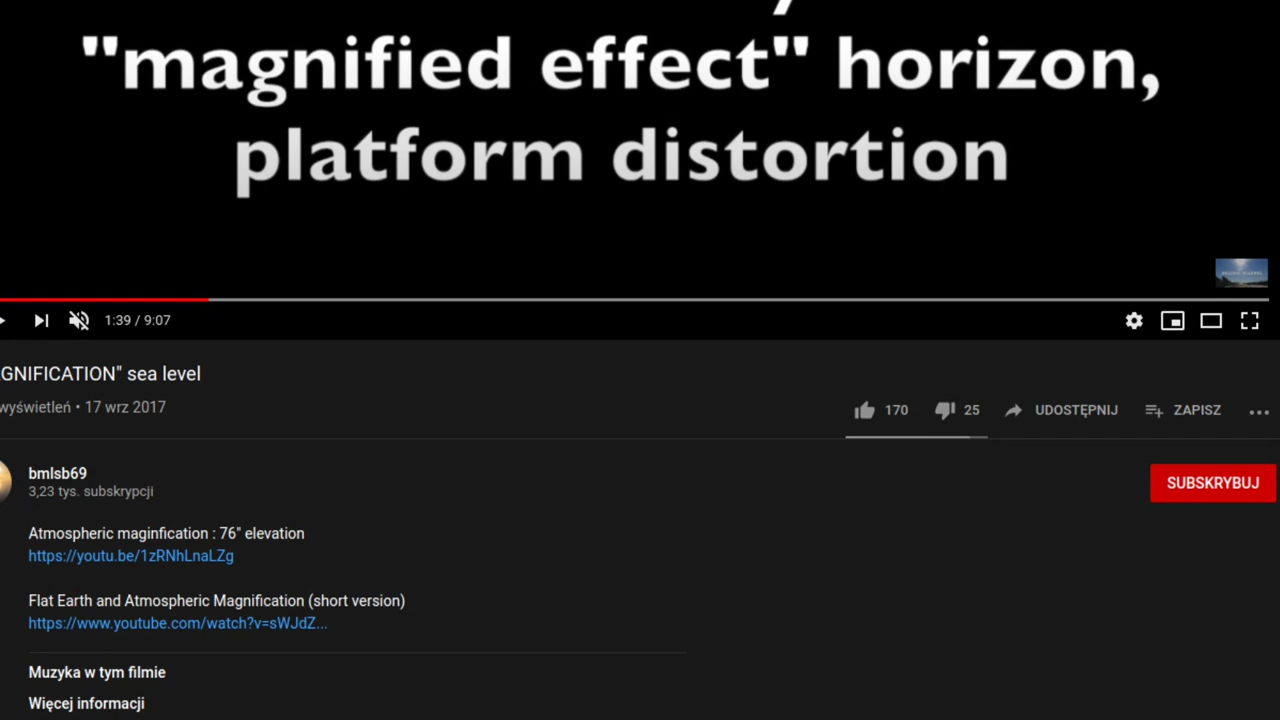 "magnified effect" horizon,
platform distortion
1:39 / 9:07
GNIFICATION" sea level
wyświetleń • 17 wrz 2017
170
25
UDOSTĘPNIJ
ZAPISZ
bmlsb69
3,23 tys. subskrypcji
SUBSKRYBUJ
Atmospheric maginfication : 76" elevation
https://youtu.be/1zRNhLnaLZg
Flat Earth and Atmospheric Magnification (short version)
https://www.youtube.com/watch?v=sWJdZ...
Muzyka w tym filmie
Więcej informacji